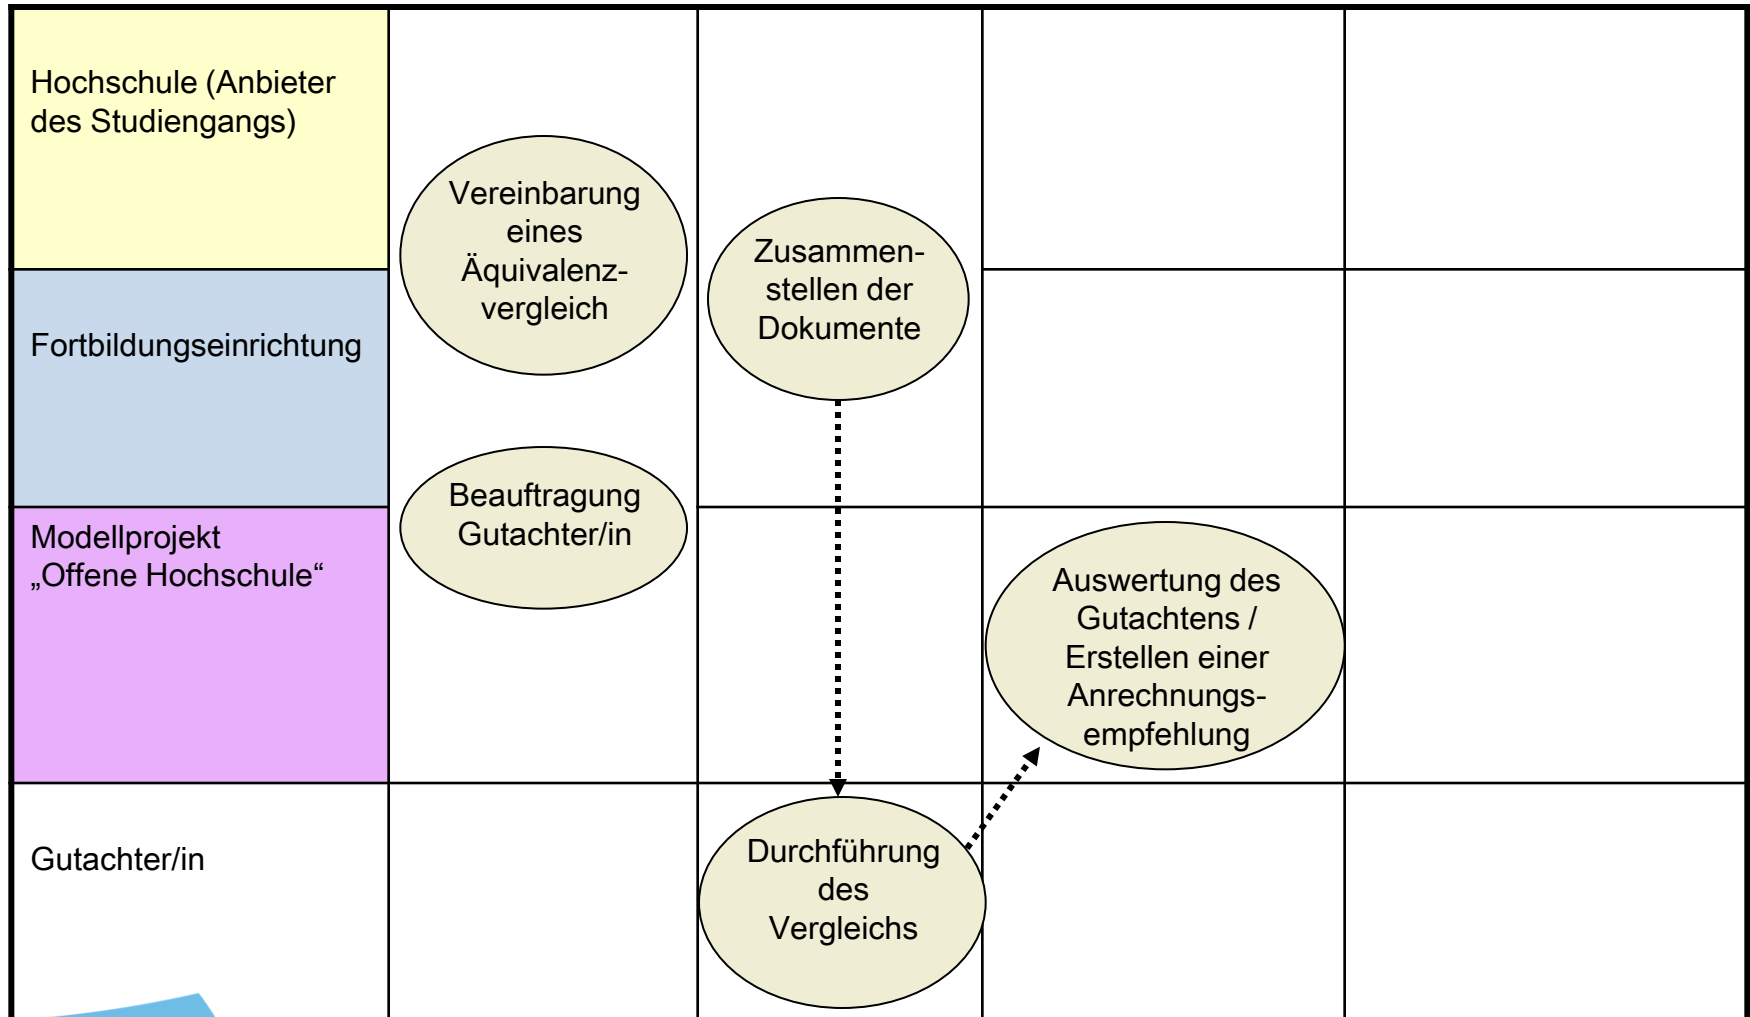 Hochschule (Anbieter
des Studiengangs)
Vereinbarung
eines
Äquivalenz-
vergleich
Zusammen-
stellen der
Dokumente
Fortbildungseinrichtung
Beauftragung
Gutachter/in
Modellprojekt
„Offene Hochschule“
Auswertung des
Gutachtens /
Erstellen einer
Anrechnungs-
empfehlung
Gutachter/in
Durchführung
des
Vergleichs